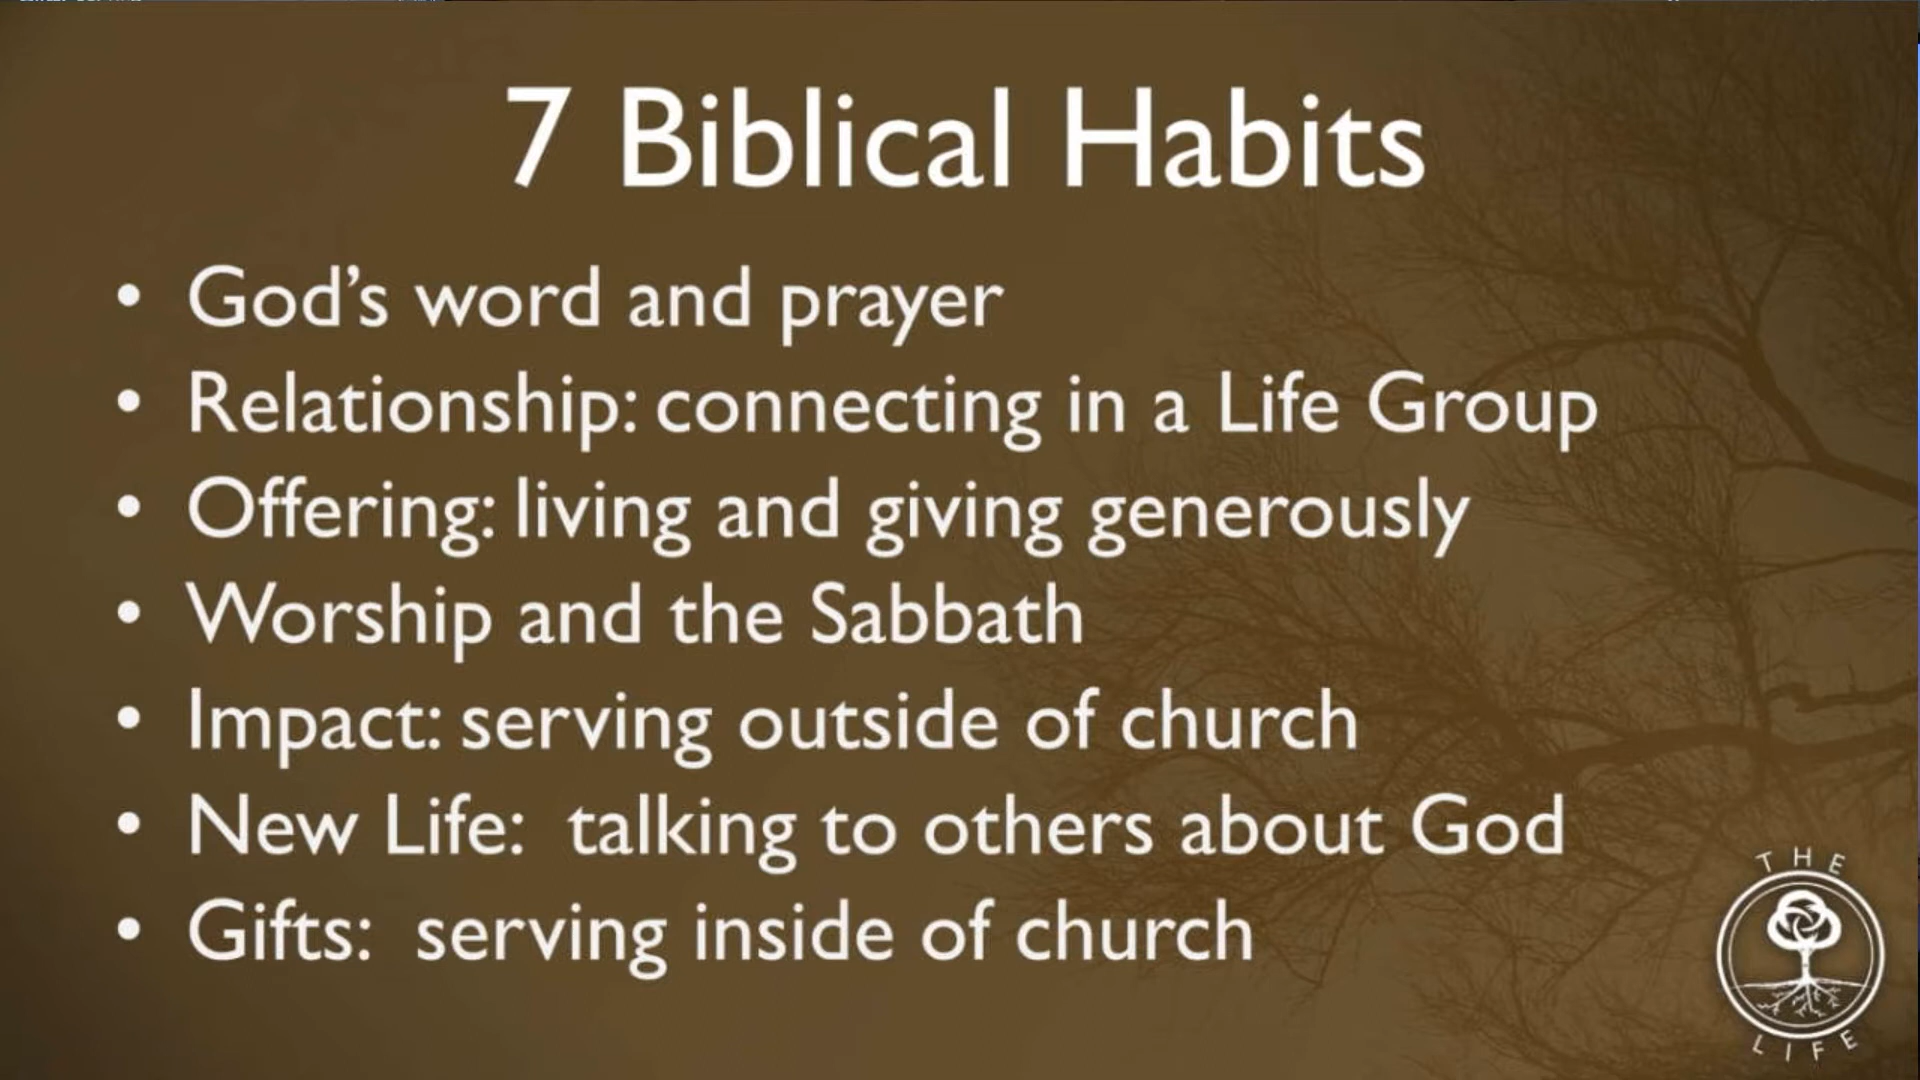 7 Biblical Habits
• God’s word and prayer
• Relationship: connecting in a Life Group
• Offering: living and giving generously
• Worship and the Sabbath
• Impact: serving outside of church
• New Life:  talking to others about God
• Gifts:  serving inside of church
THE
LIFE